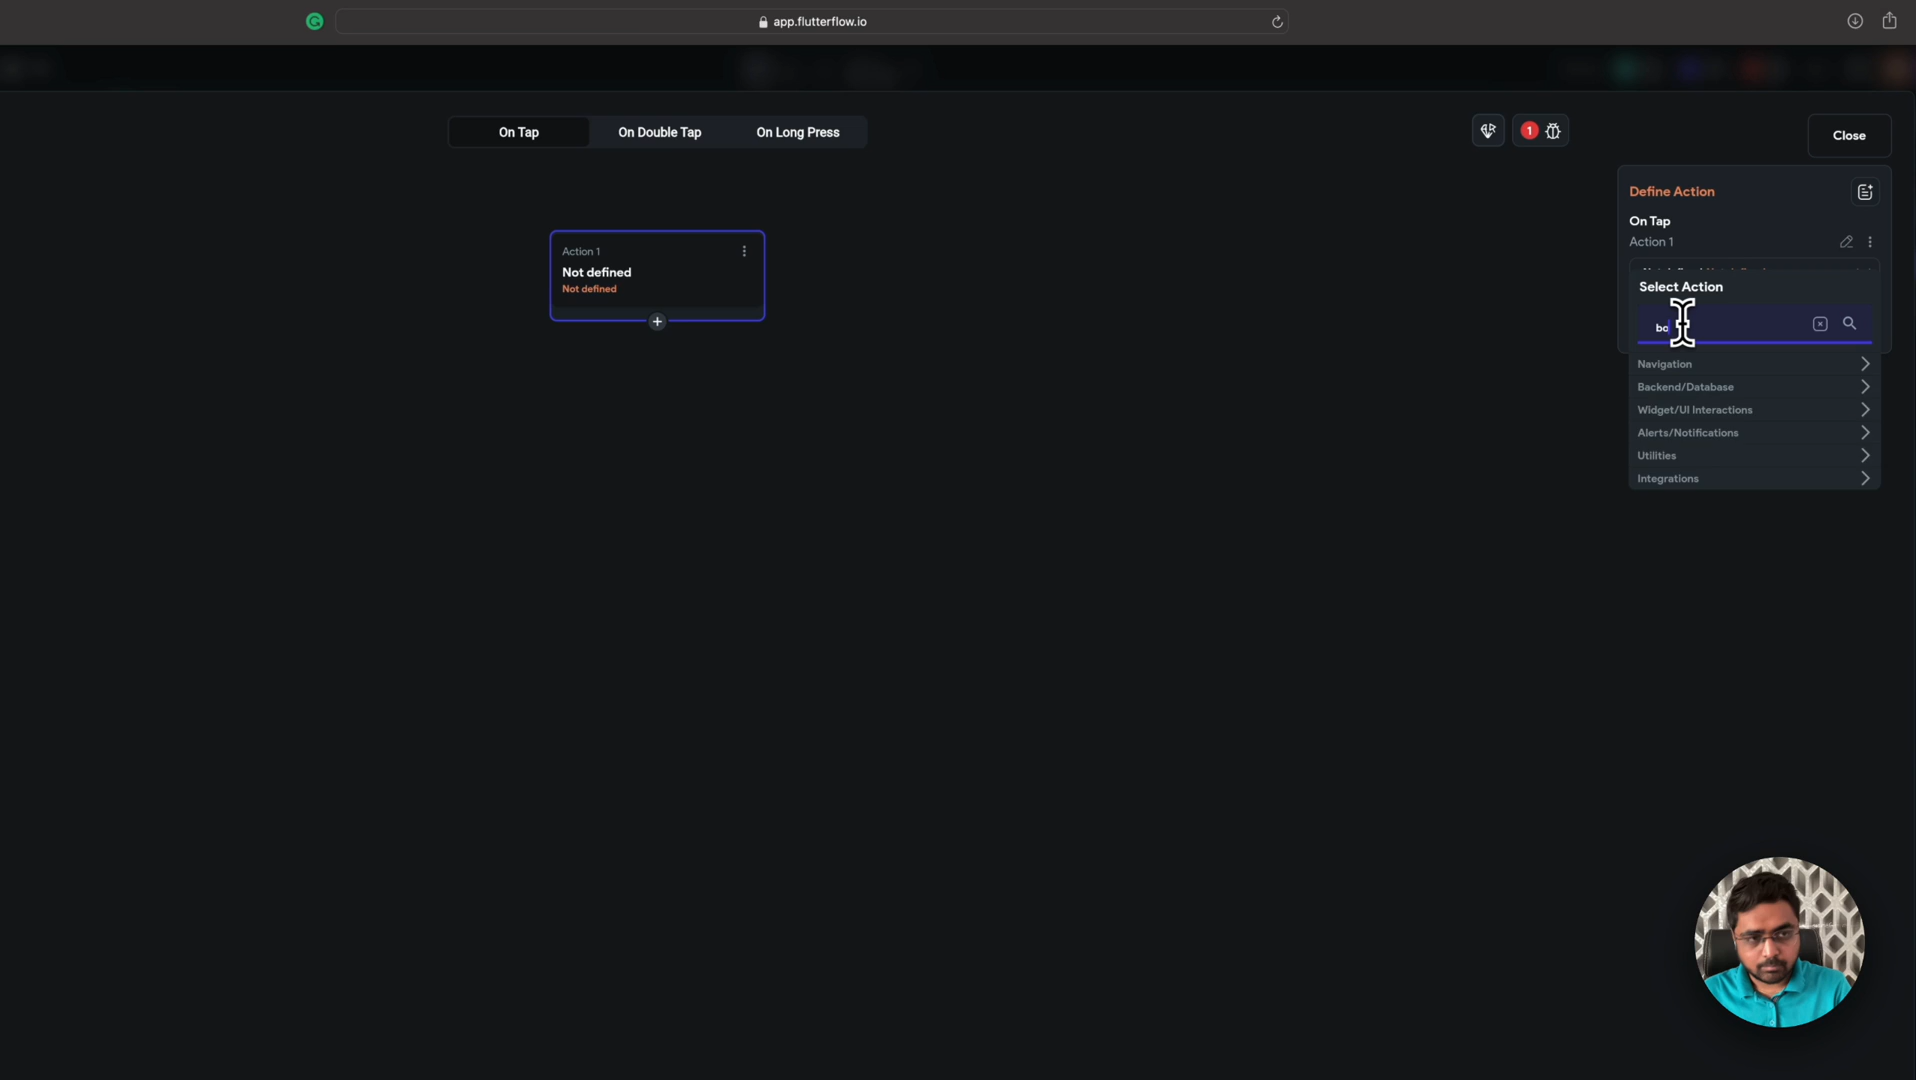 app.flutterflow.io
On Tap
On Double Tap
On Long Press
1
Close
Define Action
On Tap
Action 1
Action 1
Not defined
Not defined
Select Action
bo
Navigation
Backend/Database
Widget/UI Interactions
Alerts/Notifications
Utilities
Integrations